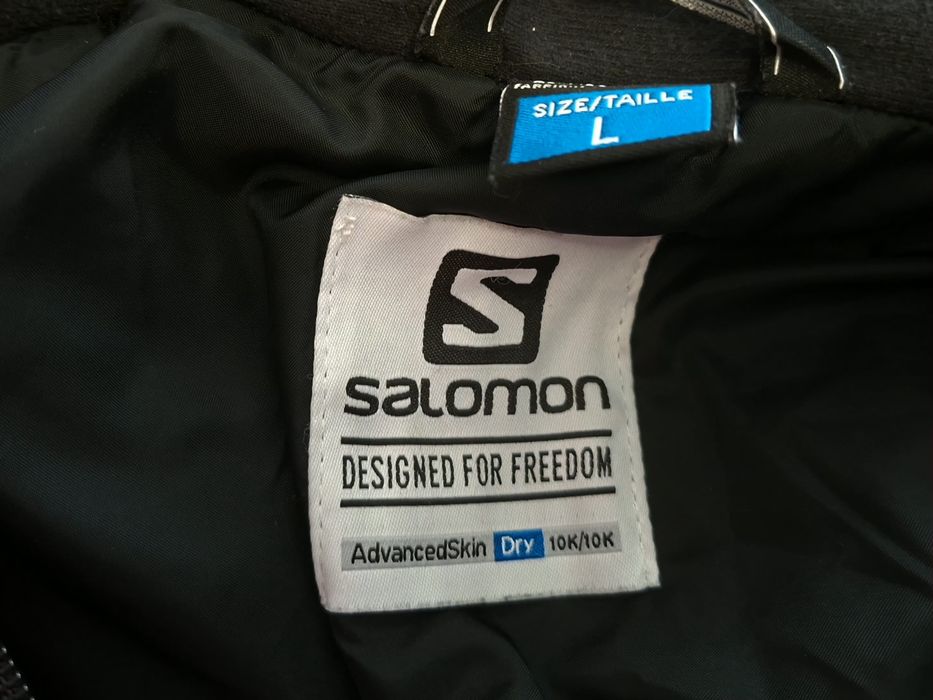 SIZE/TAILLE
L
S
salomon
DESIGNED FOR FREEDOM
AdvancedSkin Dry 10K/10K